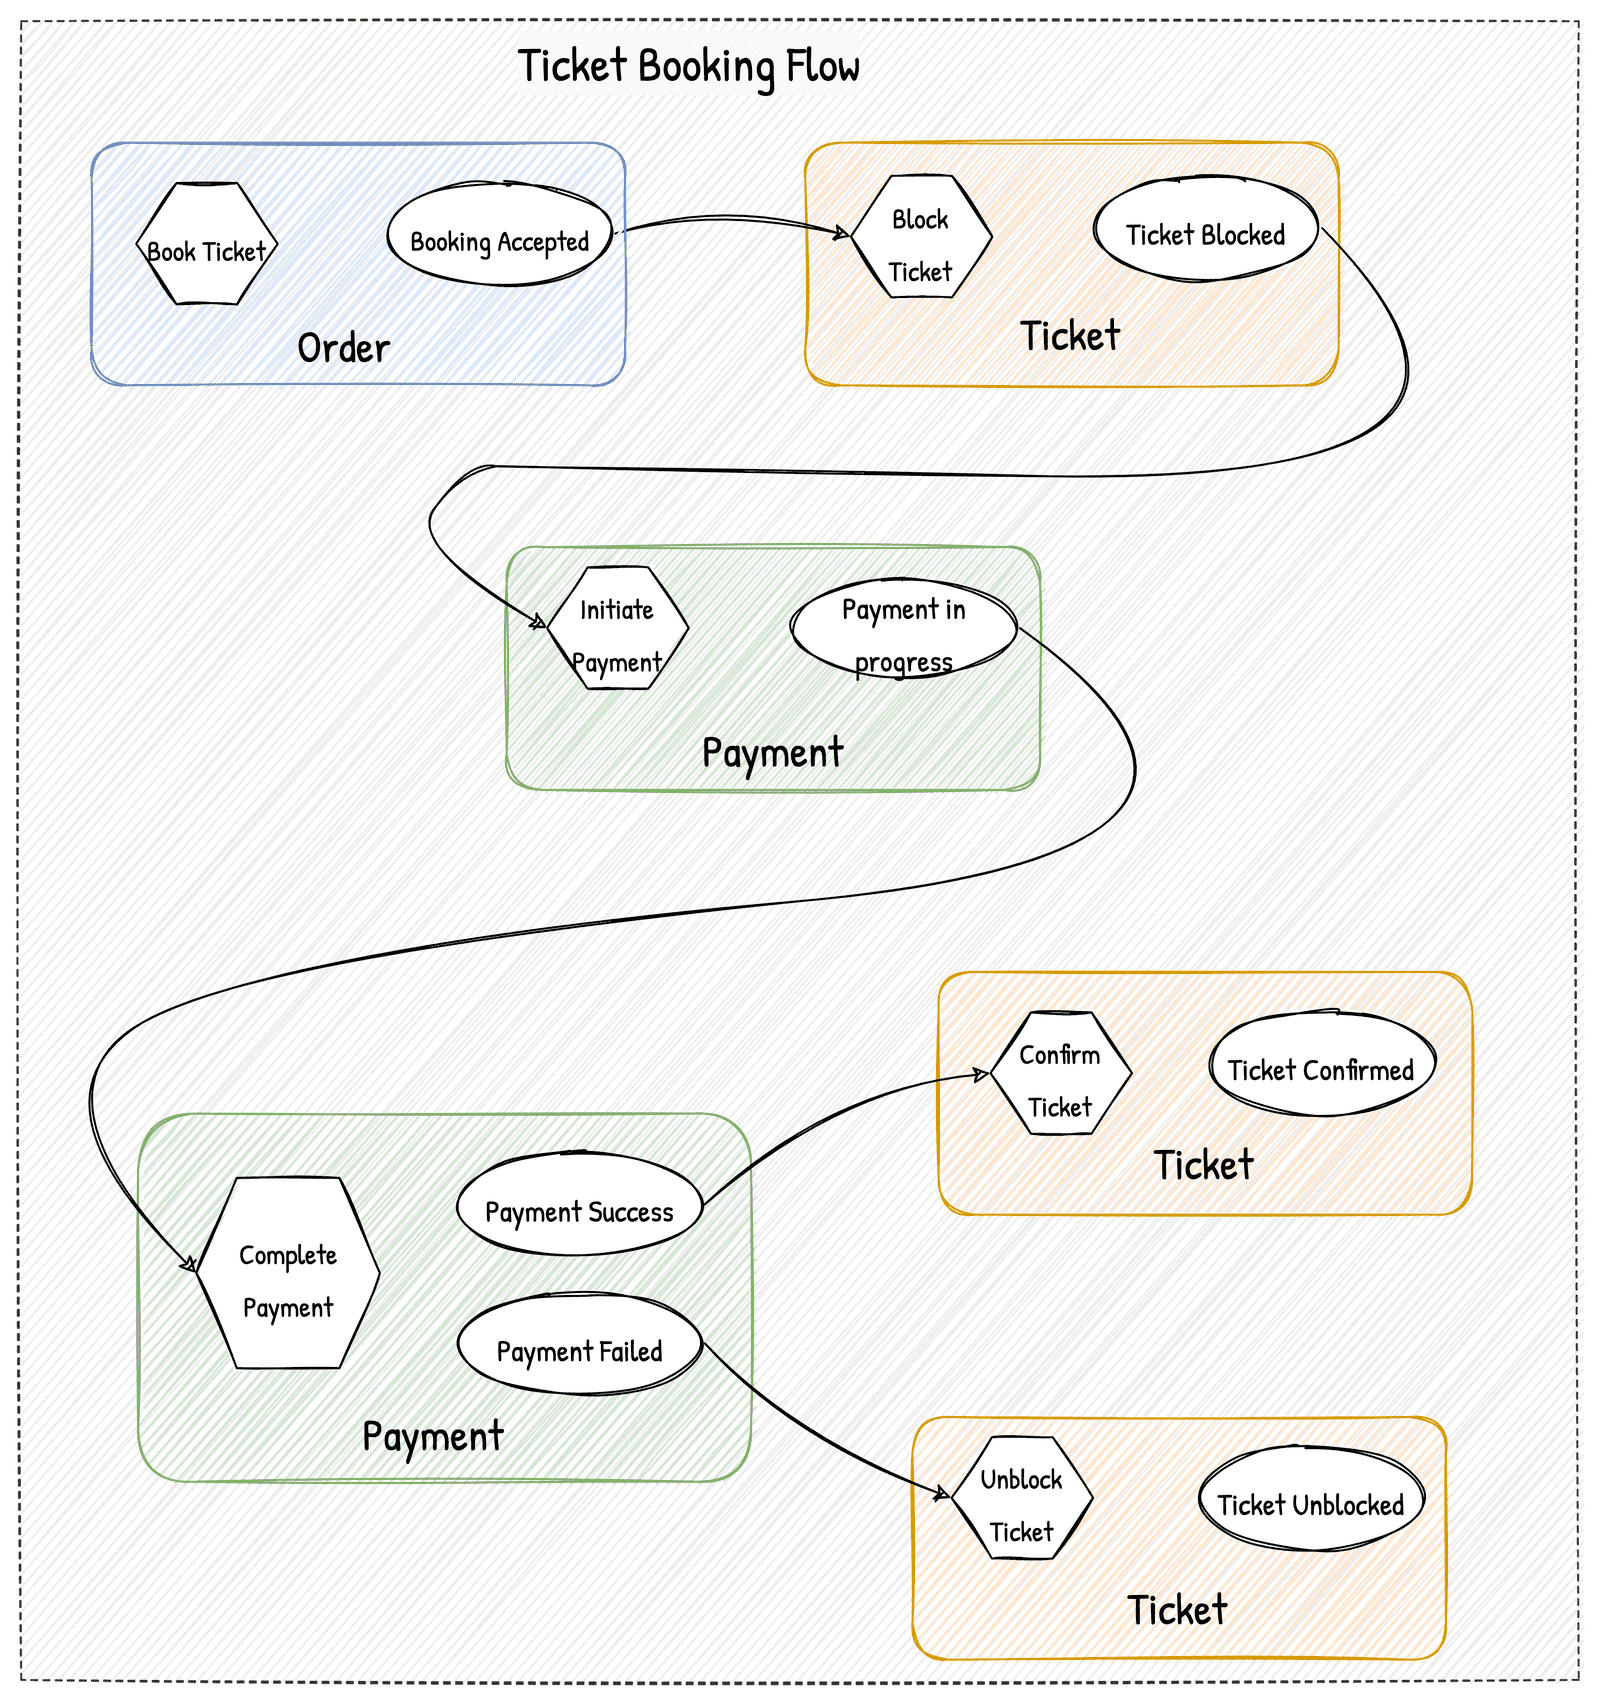 Ticket Booking Flow
Book Ticket
Booking Accepted
Order
Block
Ticket
Ticket Blocked
Ticket
Initiate
Payment
Payment in
progress
Payment
Complete
Payment
Payment Success
Payment Failed
Payment
Confirm
Ticket
Ticket Confirmed
Ticket
Unblock
Ticket
Ticket Unblocked
Ticket